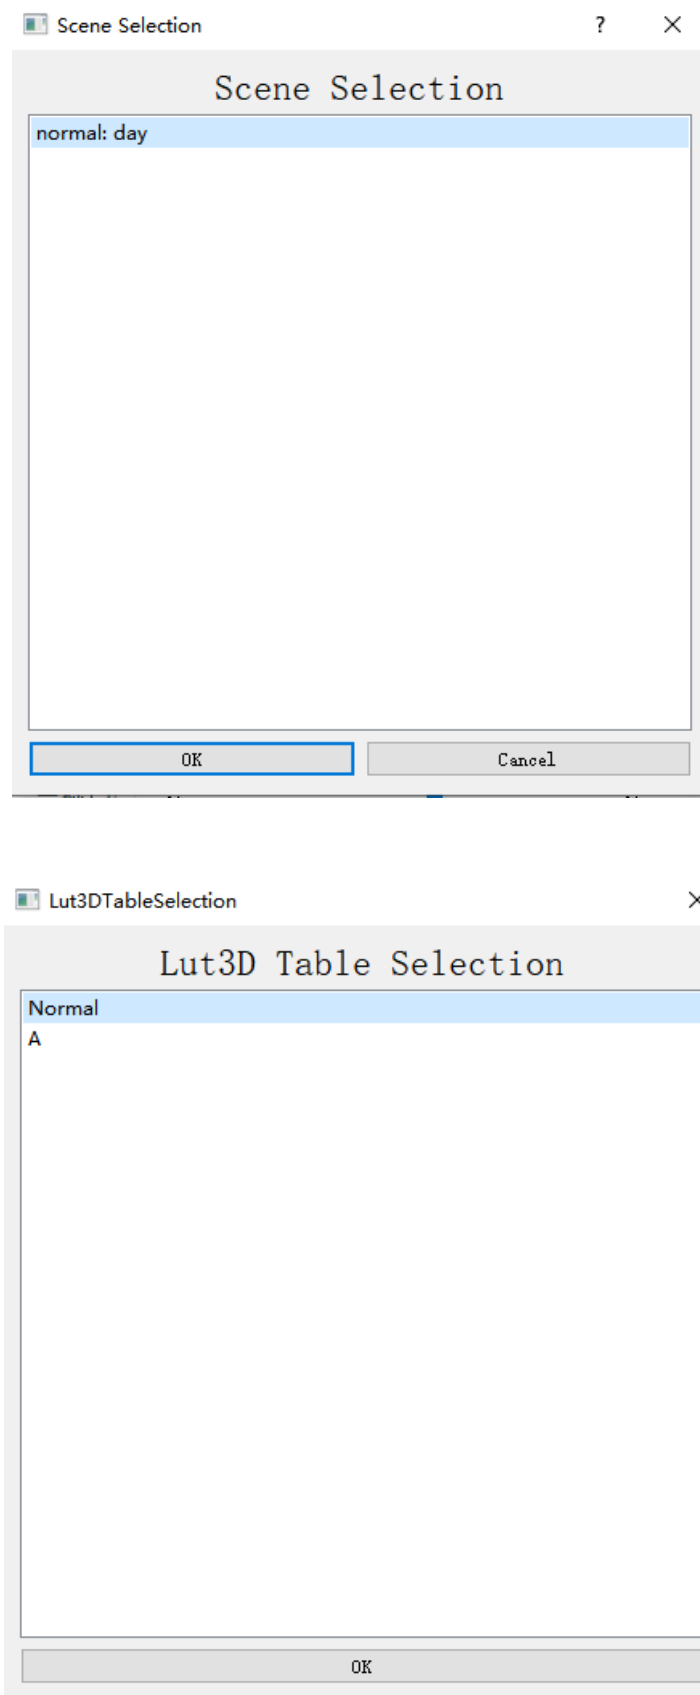 Scene Selection
?
Scene Selection
normal: day
OK
Cancel
Lut3DTableSelection
Lut3D Table Selection
Normal
A
OK